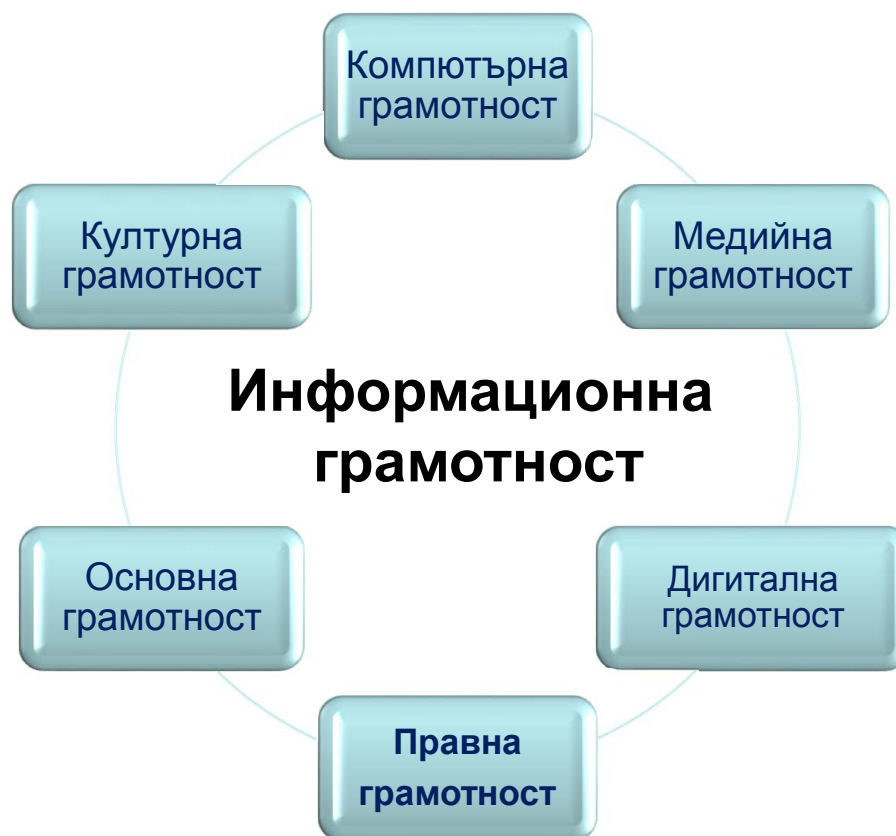 Компютърна
грамотност
Културна
грамотност
Медийна
грамотност
Информационна
грамотност
Основна
грамотност
Дигитална
грамотност
Правна
грамотност